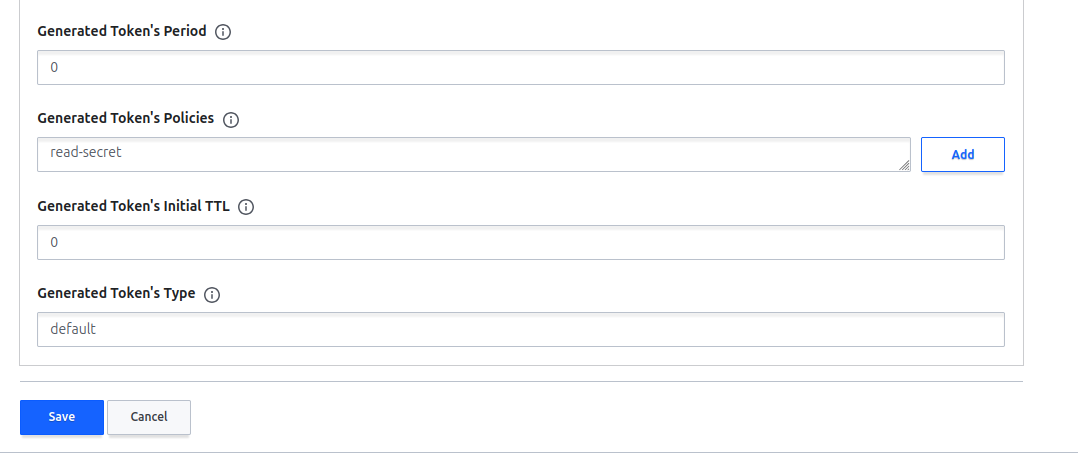 Generated Token's Period
0
Generated Token's Policies
read-secret
Add
Generated Token's Initial TTL
0
Generated Token's Type
default
Save
Cancel